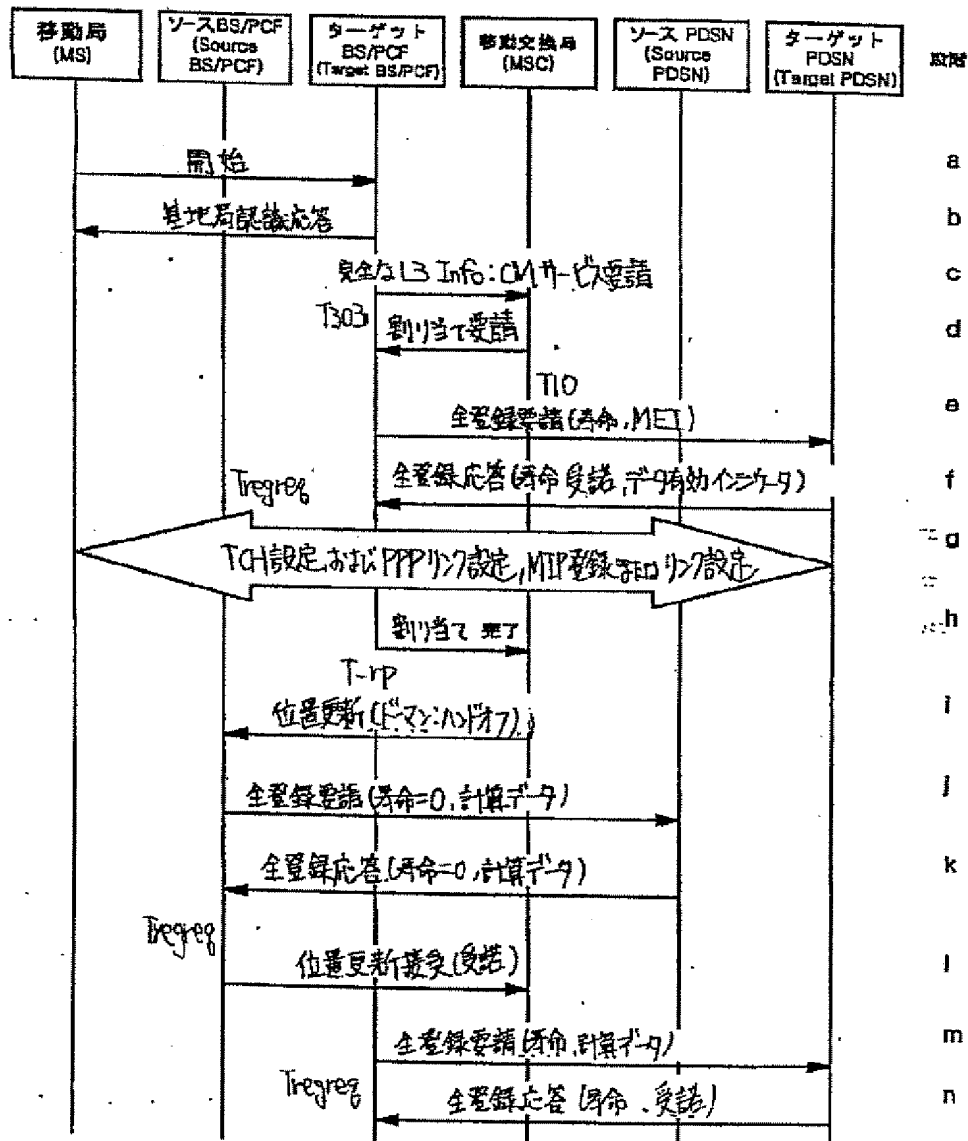 移動局
(MS)
ソースBS/PCF
(Source
BS/PCF)
ターゲット
BS/PCF
(Target BS/PCF)
移動交換局
(MSC)
ソース PDSN
(Source
PDSN)
ターゲット
PDSN
(Target PDSN)
段階
開始
a
基地局認識応答
b
完全なL3 Info:CMサービス要請
c
T303
割り当て要請
d
T10
e
全登録要請(寿命,MEI)
全登録応答(寿命 受諾,データ有効インジケータ)
f
Tregreq
TCH設定,およびPPPリンク設定,MIP登録 リンク設定
g
割り当て 完了
h
T-rp
位置更新(ドーマン:ハンドオフ)
i
全登録要請(寿命=0,計算データ)
j
全登録応答(寿命=0,計算データ)
k
Tregreq
位置更新接受(受諾)
l
全登録要請(寿命,計算データ)
m
Tregreq
全登録応答(寿命、受諾)
n